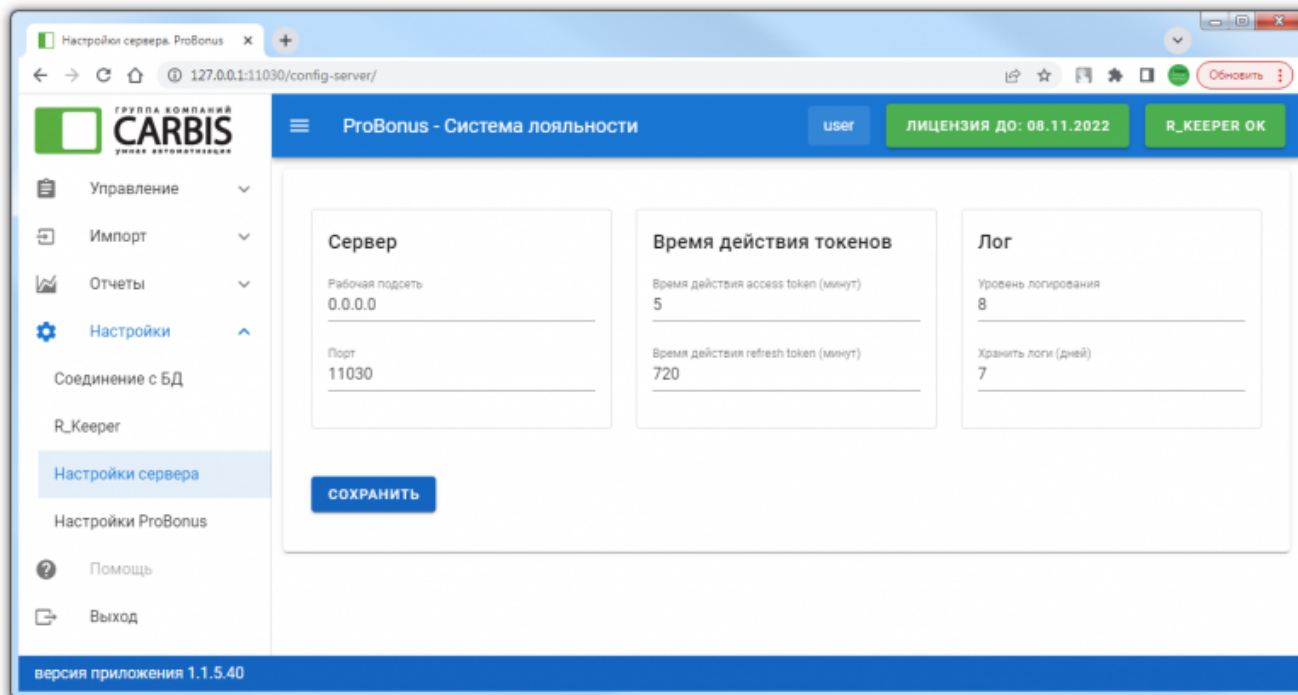 Настройки сервера. ProBonus
127.0.0.1:11030/config-server/
Обновить
ГРУППА КОМПАНИЙ
CARBIS
умная автоматизация
ProBonus - Система лояльности
user
ЛИЦЕНЗИЯ ДО: 08.11.2022
R_KEEPER OK
Управление
Импорт
Отчеты
Настройки
Соединение с БД
R_Keeper
Настройки сервера
Настройки ProBonus
Помощь
Выход
Сервер
Рабочая подсеть
0.0.0.0
Порт
11030
Время действия токенов
Время действия access token (минут)
5
Время действия refresh token (минут)
720
Лог
Уровень логирования
8
Хранить логи (дней)
7
СОХРАНИТЬ
версия приложения 1.1.5.40